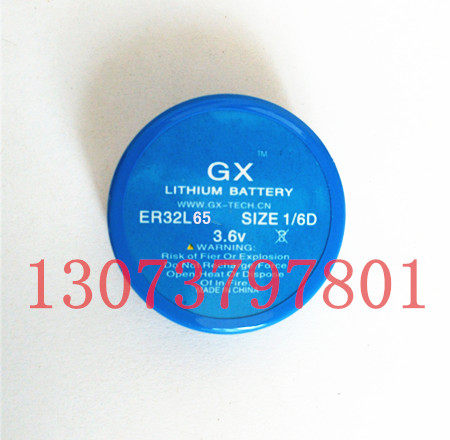 GX™
LITHIUM BATTERY
WWW.GX-TECH.CN
ER32L65 SIZE 1/6D
3.6v
WARNING:
Risk of Fier Or Explosion
Do Not Recharge Force
Open Heat Or Dispose
Of In Fire
MADE IN CHINA
13073797801